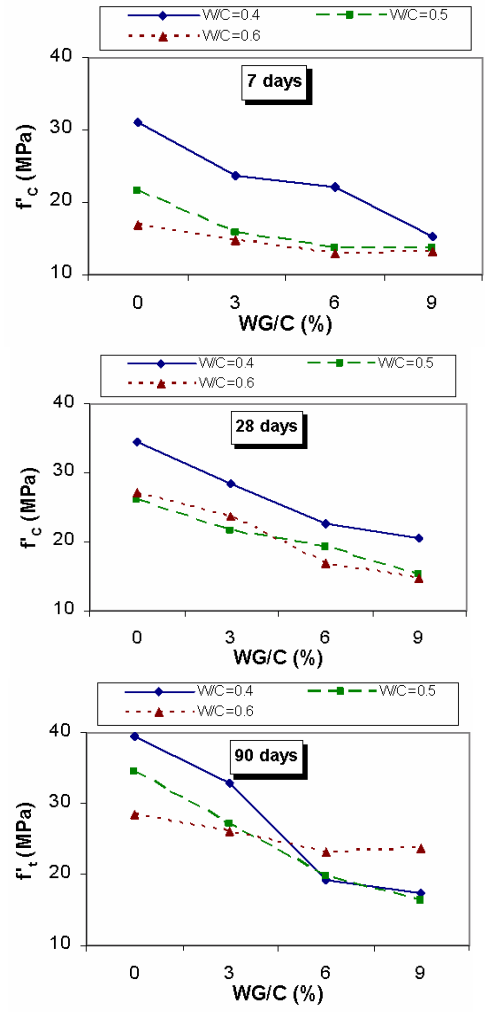 W/C=0.4 W/C=0.5
W/C=0.6
7 days
40
30
20
10
f'c (MPa)
0 3 6 9
WG/C (%)
W/C=0.4 W/C=0.5
W/C=0.6
28 days
40
30
20
10
f'c (MPa)
0 3 6 9
WG/C (%)
W/C=0.4 W/C=0.5
W/C=0.6
90 days
40
30
20
10
f't (MPa)
0 3 6 9
WG/C (%)